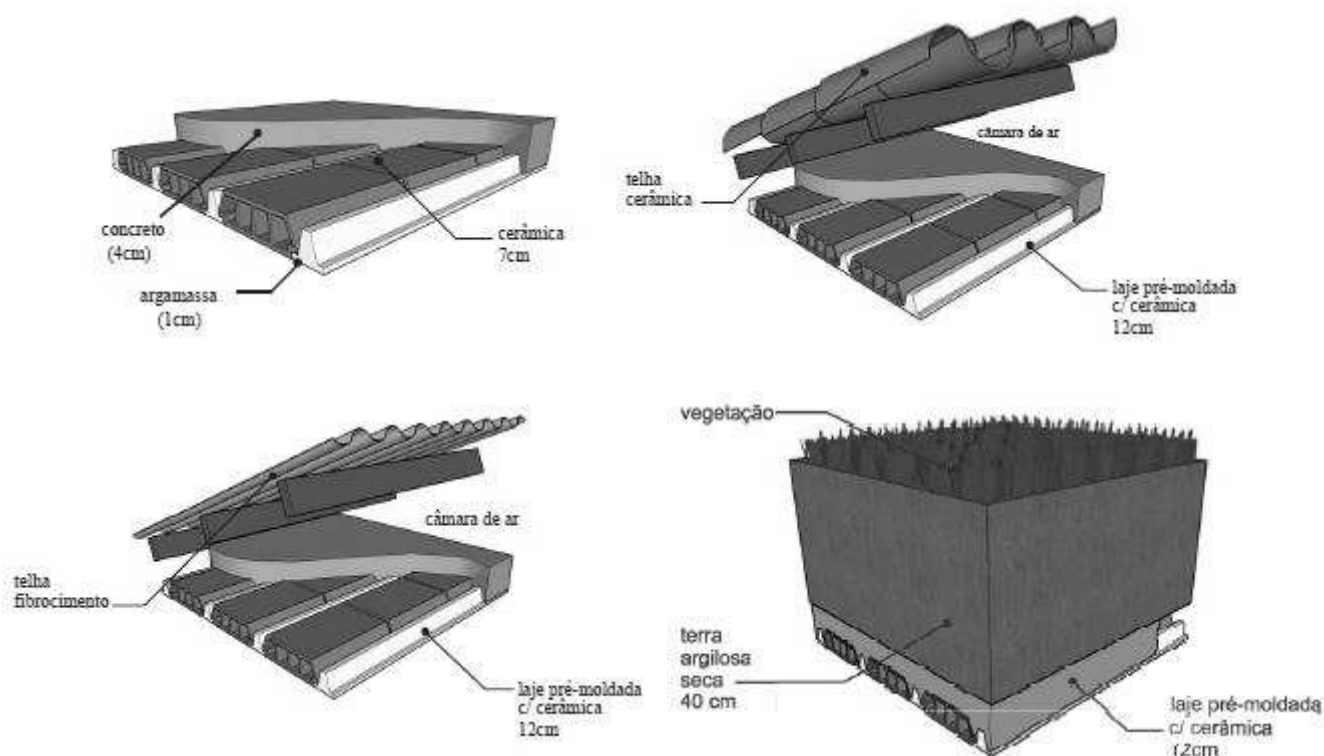 concreto
(4cm)
argamassa
(1cm)
cerâmica
7cm
câmara de ar
telha
cerâmica
laje pré-moldada
c/ cerâmica
12cm
câmara de ar
telha
fibrocimento
laje pré-moldada
c/ cerâmica
12cm
vegetação
terra
argilosa
seca
40 cm
laje pré-moldada
c/ cerâmica